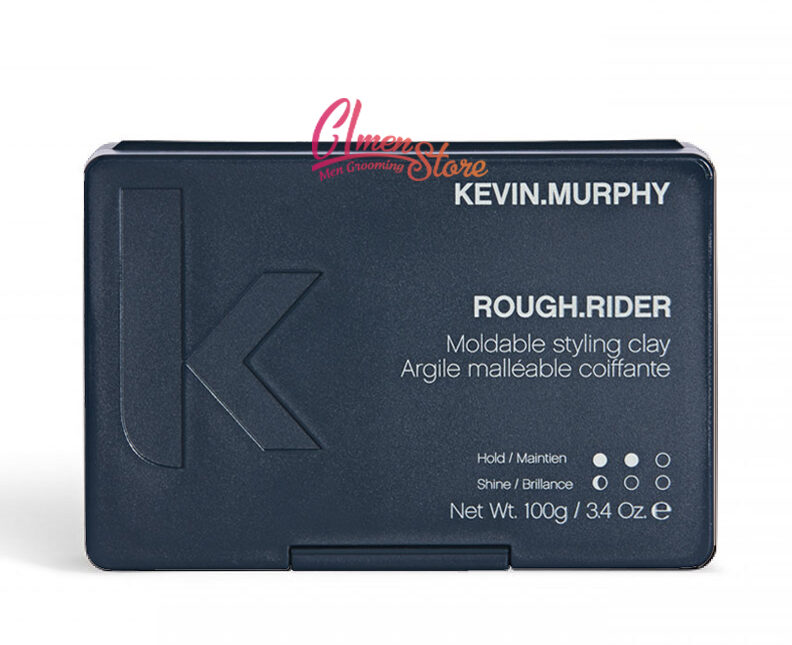 C1men Store
Men Grooming
KEVIN.MURPHY
ROUGH.RIDER
Moldable styling clay
Argile malléable coiffante
Hold / Maintien
Shine / Brillance
Net Wt. 100g / 3.4 Oz. ℮